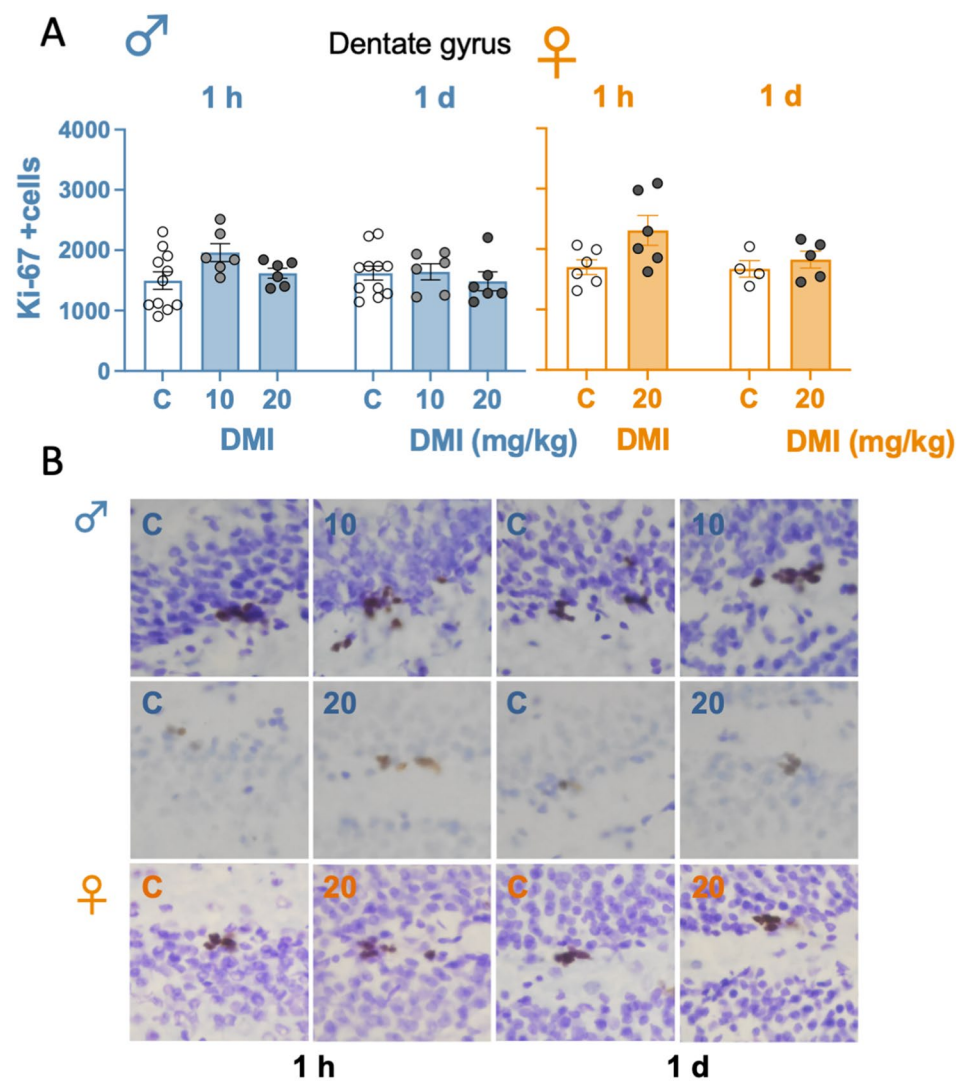 A ♂ Dentate gyrus ♀
1 h 1 d 1 h 1 d
Ki-67 +cells
4000
3000
2000
1000
0
C 10 20 C 10 20 C 20 C 20
DMI DMI (mg/kg) DMI DMI (mg/kg)
B
♂ C 10 C 10
C 20 C 20
♀ C 20 C 20
1 h 1 d